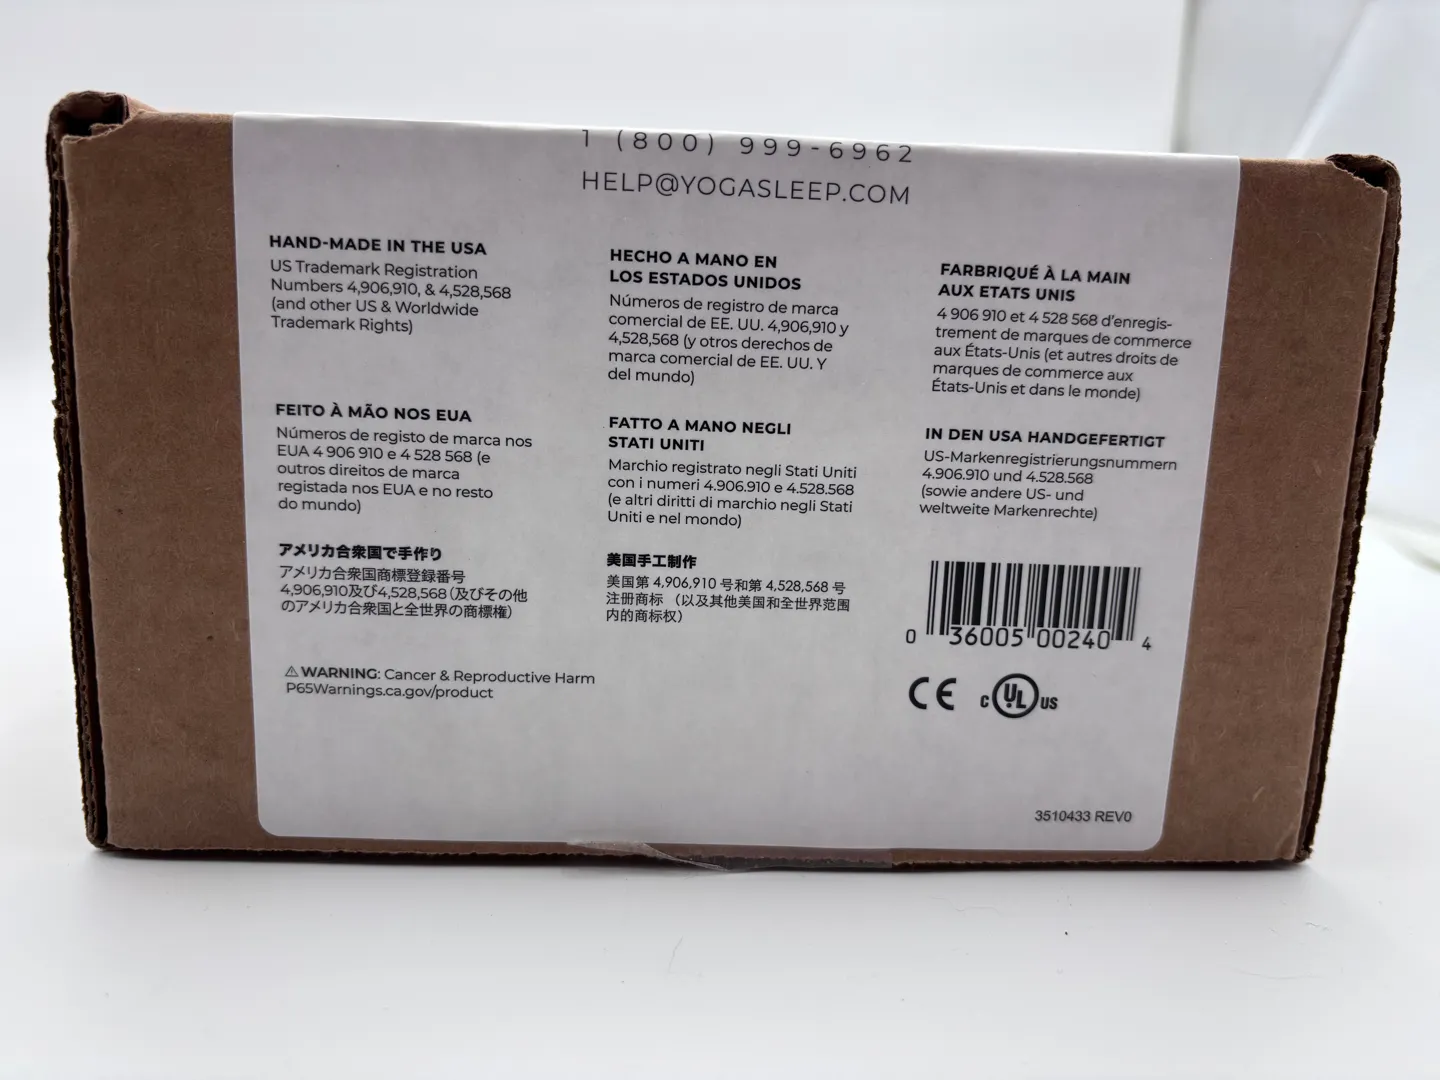 1 (800) 999-6962
HELP@YOGASLEEP.COM
HAND-MADE IN THE USA
US Trademark Registration
Numbers 4,906,910, & 4,528,568
(and other US & Worldwide
Trademark Rights)
HECHO A MANO EN
LOS ESTADOS UNIDOS
Números de registro de marca
comercial de EE. UU. 4,906,910 y
4,528,568 (y otros derechos de
marca comercial de EE. UU. Y
del mundo)
FARBRIQUÉ À LA MAIN
AUX ETATS UNIS
4 906 910 et 4 528 568 d'enregis-
trement de marques de commerce
aux États-Unis (et autres droits de
marques de commerce aux
États-Unis et dans le monde)
FEITO À MÃO NOS EUA
Números de registo de marca nos
EUA 4 906 910 e 4 528 568 (e
outros direitos de marca
registada nos EUA e no resto
do mundo)
FATTO A MANO NEGLI
STATI UNITI
Marchio registrato negli Stati Uniti
con i numeri 4.906.910 e 4.528.568
(e altri diritti di marchio negli Stati
Uniti e nel mondo)
IN DEN USA HANDGEFERTIGT
US-Markenregistrierungsnummern
4.906.910 und 4.528.568
(sowie andere US- und
weltweite Markenrechte)
アメリカ合衆国で手作り
アメリカ合衆国商標登録番号
4,906,910及び4,528,568（及びその他
のアメリカ合衆国と全世界の商標権）
美国手工制作
美国第 4,906,910 号和第 4,528,568 号
注册商标 （以及其他美国和全世界范围
内的商标权）
0 36005 00240 4
⚠ WARNING: Cancer & Reproductive Harm
P65Warnings.ca.gov/product
CE C UL US
3510433 REV0